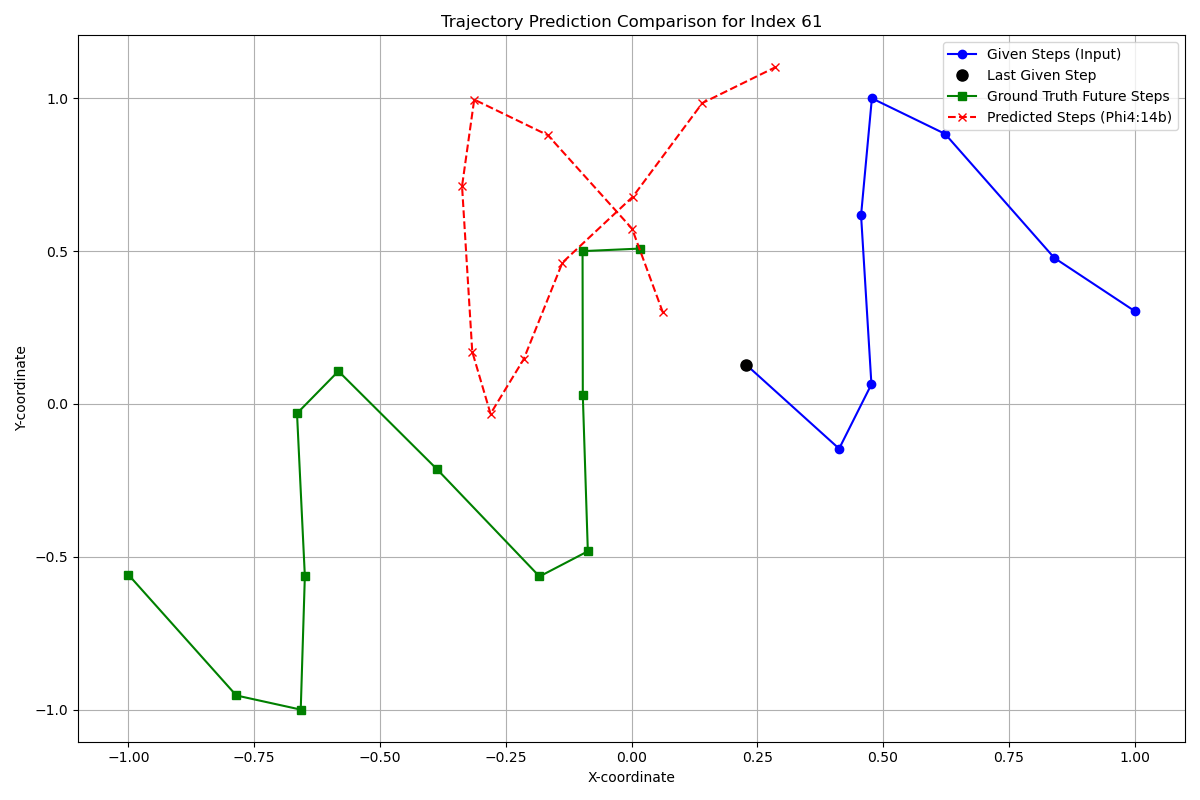 Trajectory Prediction Comparison for Index 61
Given Steps (Input)
Last Given Step
Ground Truth Future Steps
Predicted Steps (Phi4:14b)
Y-coordinate
1.0
0.5
0.0
−0.5
−1.0
−1.00 −0.75 −0.50 −0.25 0.00 0.25 0.50 0.75 1.00
X-coordinate